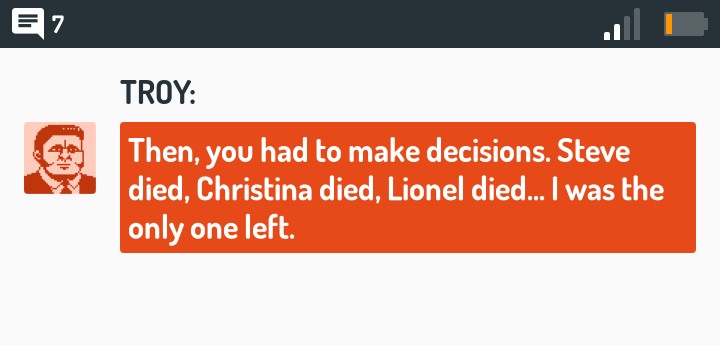 7
TROY:
Then, you had to make decisions. Steve
died, Christina died, Lionel died... I was the
only one left.